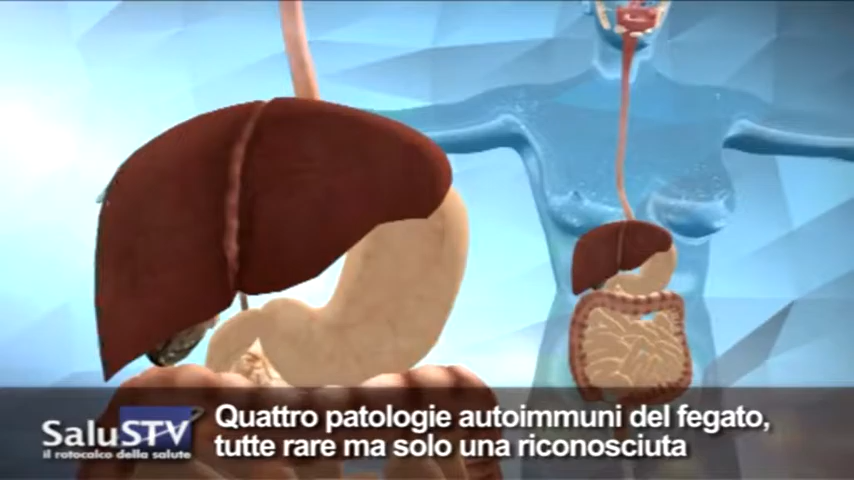 Quattro patologie autoimmuni del fegato,
tutte rare ma solo una riconosciuta
SaluSTV
il rotocalco della salute